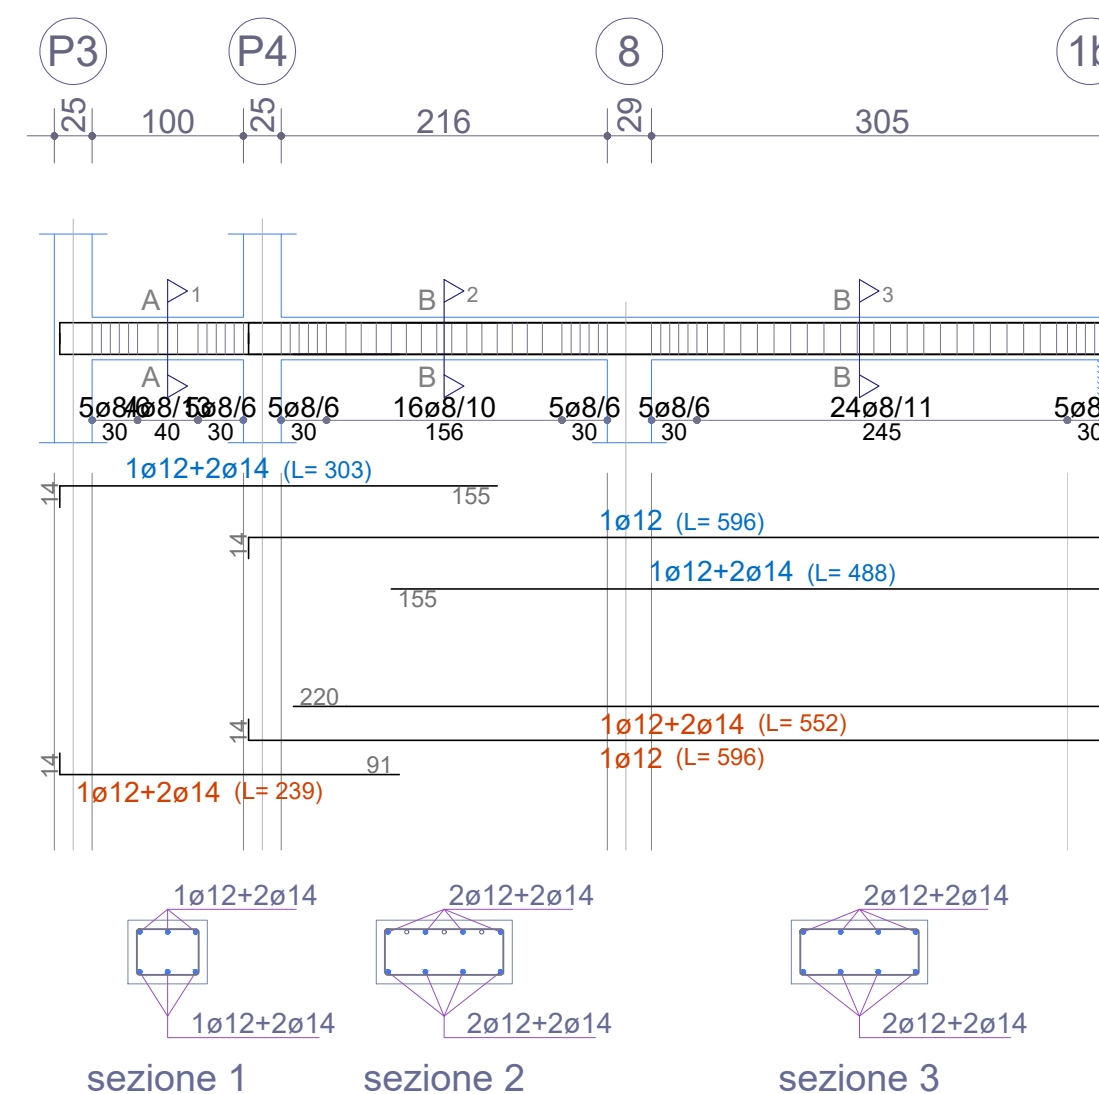 P3 P4 8 1b
25 100 25 216 29 305
A 1 B 2 B 3
A B B
5ø8/6 4ø8/13 5ø8/6 5ø8/6 16ø8/10 5ø8/6 5ø8/6 24ø8/11 5ø8
30 40 30 30 156 30 30 245 30
1ø12+2ø14 (L= 303)
14 155
1ø12 (L= 596)
14
1ø12+2ø14 (L= 488)
155
220
1ø12+2ø14 (L= 552)
14
1ø12 (L= 596)
14 91
1ø12+2ø14 (L= 239)
1ø12+2ø14 2ø12+2ø14 2ø12+2ø14
1ø12+2ø14 2ø12+2ø14 2ø12+2ø14
sezione 1 sezione 2 sezione 3